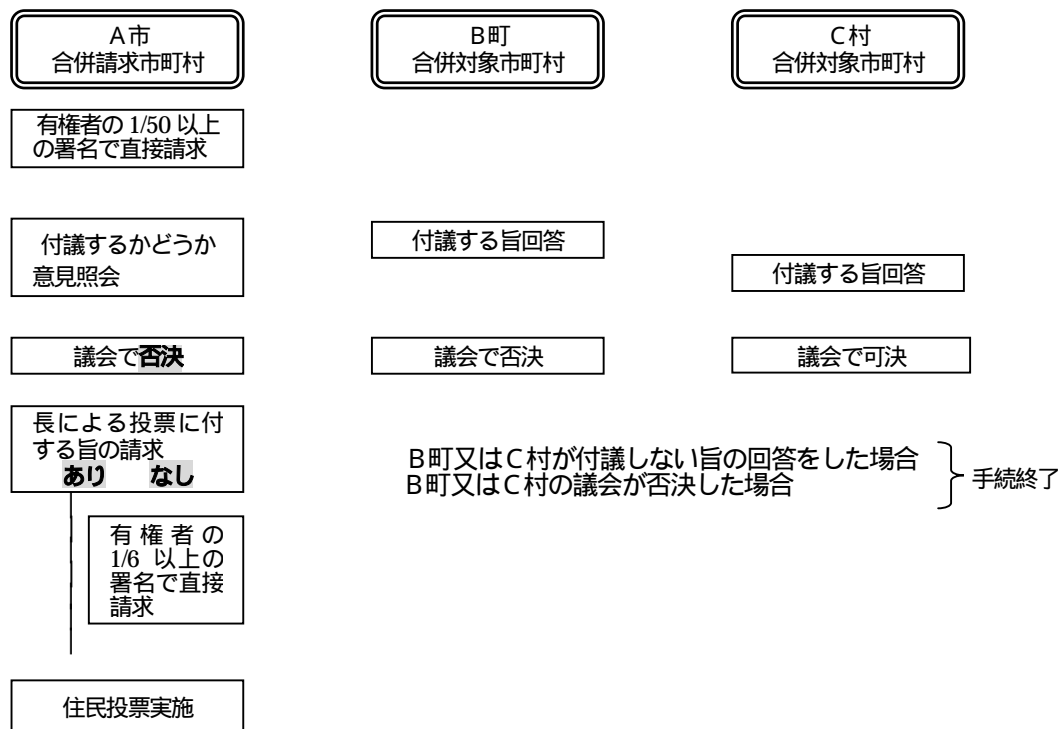 A市
合併請求市町村
B町
合併対象市町村
C村
合併対象市町村
有権者の 1/50 以上
の署名で直接請求
付議するかどうか
意見照会
付議する旨回答
付議する旨回答
議会で否決
議会で否決
議会で可決
長による投票に付
する旨の請求
あり なし
B町又はC村が付議しない旨の回答をした場合
B町又はC村の議会が否決した場合
手続終了
有権者の
1/6 以上の
署名で直接
請求
住民投票実施